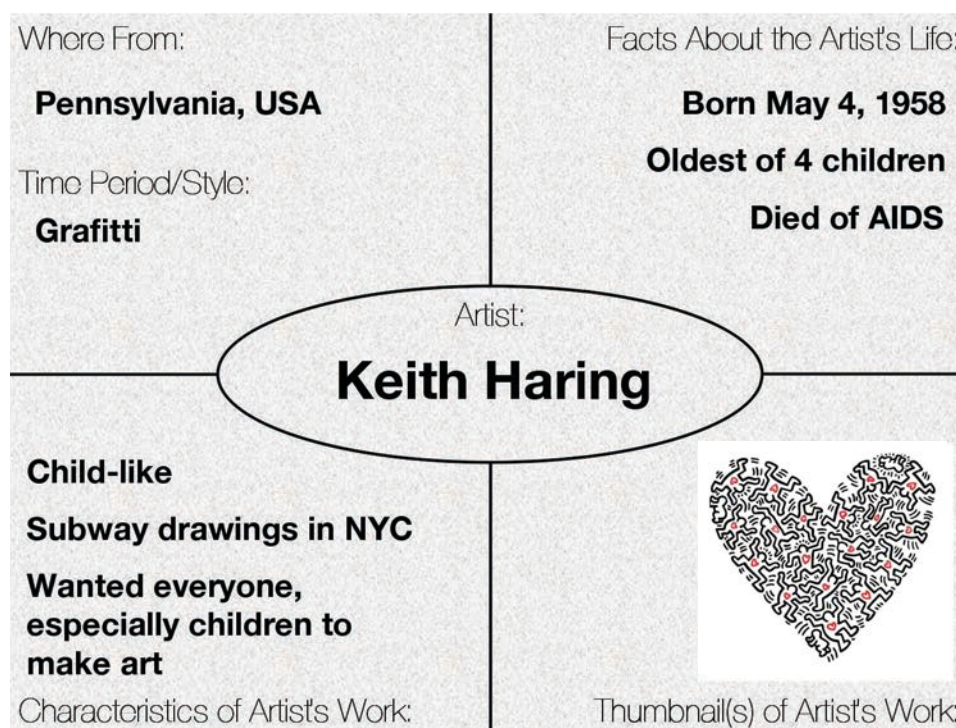 Where From:
Pennsylvania, USA
Time Period/Style:
Grafitti
Facts About the Artist's Life:
Born May 4, 1958
Oldest of 4 children
Died of AIDS
Artist:
Keith Haring
Child-like
Subway drawings in NYC
Wanted everyone,
especially children to
make art
Characteristics of Artist's Work:
Thumbnail(s) of Artist's Work: